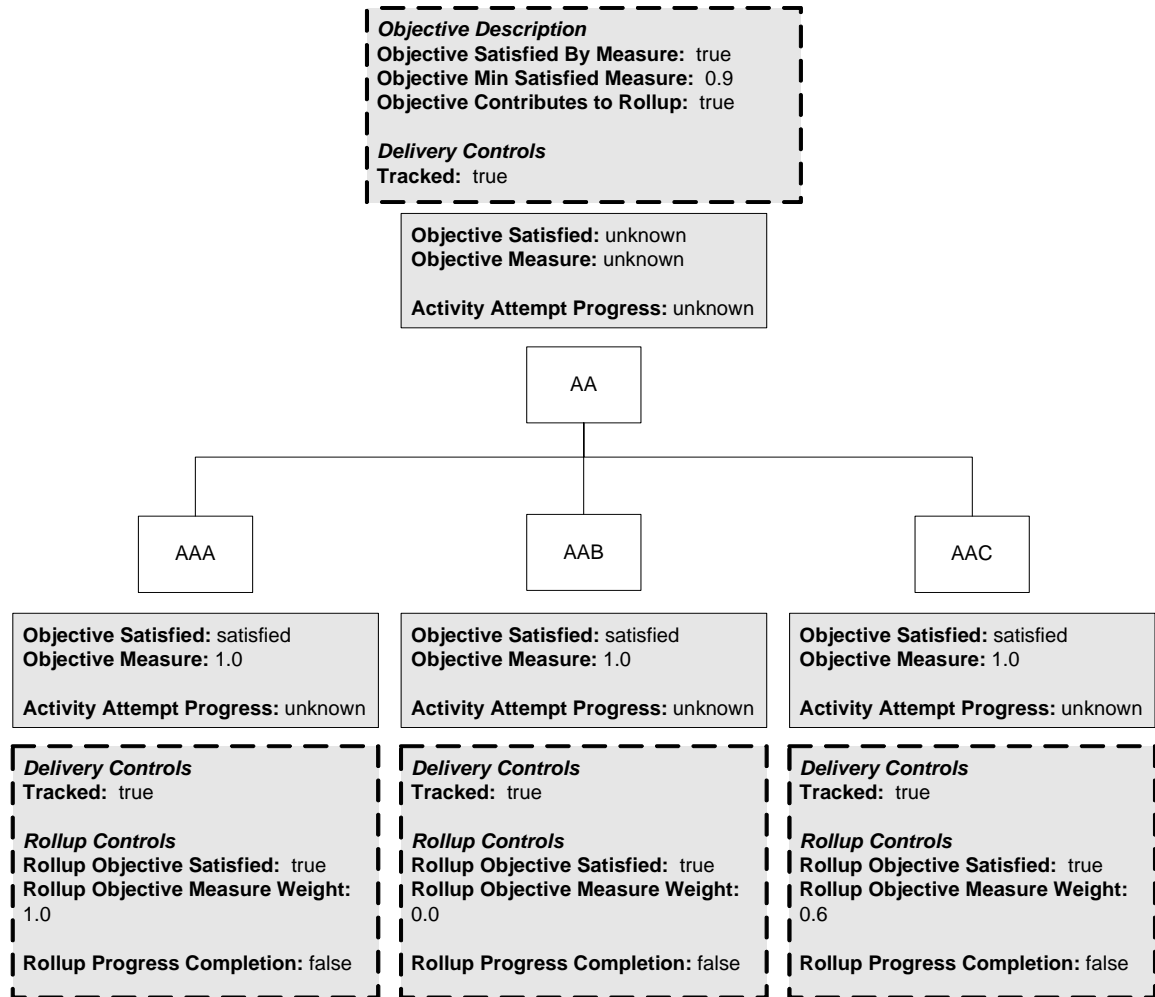 Objective Description
Objective Satisfied By Measure: true
Objective Min Satisfied Measure: 0.9
Objective Contributes to Rollup: true
Delivery Controls
Tracked: true
Objective Satisfied: unknown
Objective Measure: unknown
Activity Attempt Progress: unknown
AA
AAA
AAB
AAC
Objective Satisfied: satisfied
Objective Measure: 1.0
Activity Attempt Progress: unknown
Objective Satisfied: satisfied
Objective Measure: 1.0
Activity Attempt Progress: unknown
Objective Satisfied: satisfied
Objective Measure: 1.0
Activity Attempt Progress: unknown
Delivery Controls
Tracked: true
Rollup Controls
Rollup Objective Satisfied: true
Rollup Objective Measure Weight:
1.0
Rollup Progress Completion: false
Delivery Controls
Tracked: true
Rollup Controls
Rollup Objective Satisfied: true
Rollup Objective Measure Weight:
0.0
Rollup Progress Completion: false
Delivery Controls
Tracked: true
Rollup Controls
Rollup Objective Satisfied: true
Rollup Objective Measure Weight:
0.6
Rollup Progress Completion: false